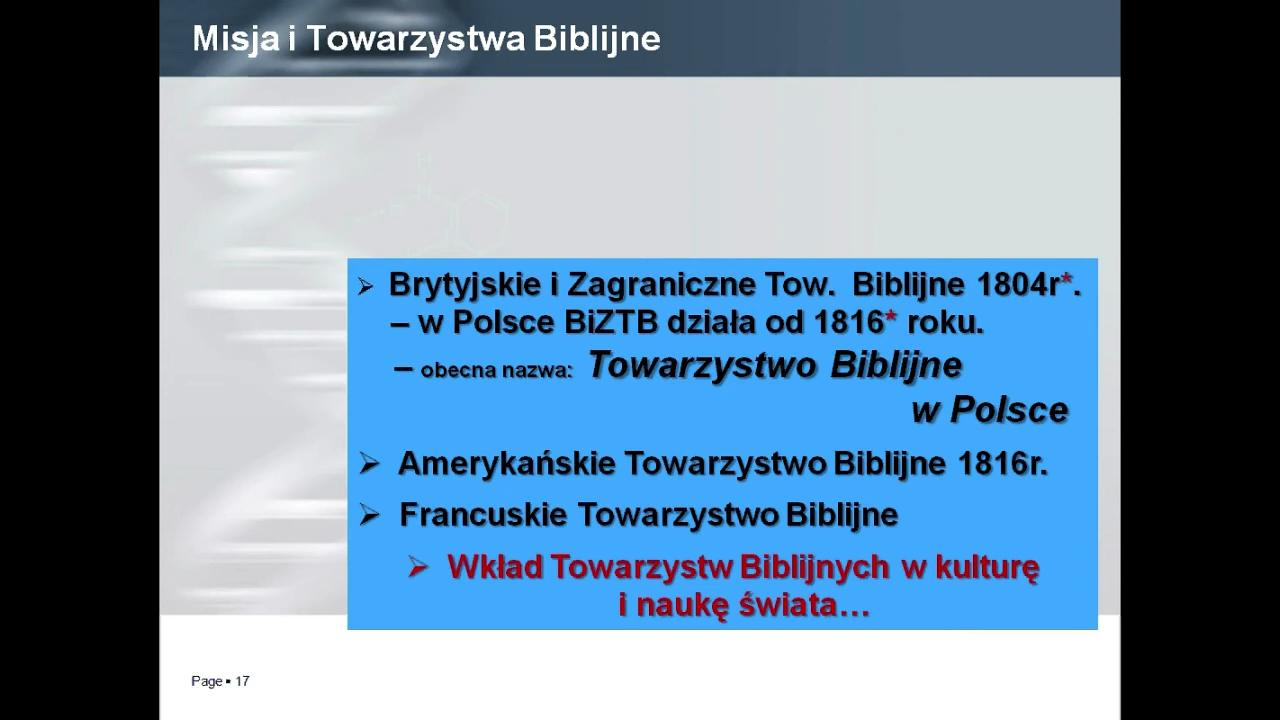 Misja i Towarzystwa Biblijne
➢ Brytyjskie i Zagraniczne Tow. Biblijne 1804r*.
– w Polsce BiZTB działa od 1816* roku.
– obecna nazwa: Towarzystwo Biblijne
w Polsce
➢ Amerykańskie Towarzystwo Biblijne 1816r.
➢ Francuskie Towarzystwo Biblijne
➢ Wkład Towarzystw Biblijnych w kulturę
i naukę świata…
Page ▪ 17